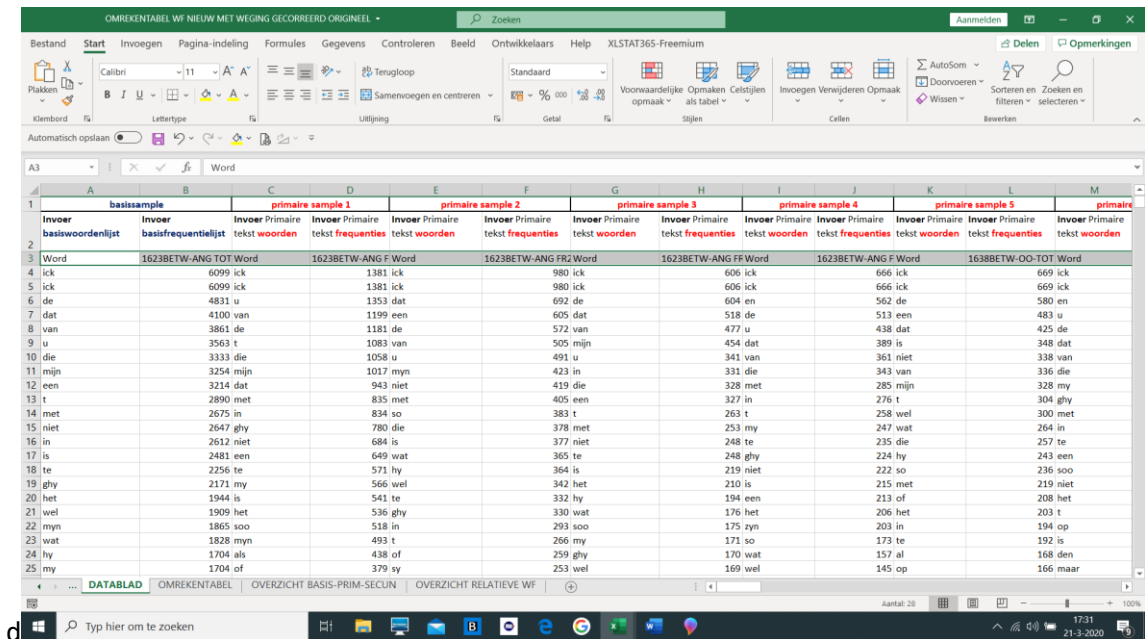 OMREKENTABEL WF NIEUW MET WEGING GECORREERD ORIGINEEL
Zoeken
Aanmelden
Bestand Start Invoegen Pagina-indeling Formules Gegevens Controleren Beeld Ontwikkelaars Help XLSTAT365-Freemium Delen Opmerkingen
Plakken Calibri 11 A A Terugloop Standaard Voorwaardelijke opmaak Opmaken als tabel Celstijlen Invoegen Verwijderen Opmaak AutoSom Doorvoeren Wissen Sorteren en filteren Zoeken en selecteren
B I U A Samenvoegen en centreren % 000
Klembord Lettertype Uitlijning Getal Stijlen Cellen Bewerken
Automatisch opslaan
A3 fx Word
A B C D E F G H I J K L M
1 basissample primaire sample 1 primaire sample 2 primaire sample 3 primaire sample 4 primaire sample 5 primaire
Invoer Invoer Invoer Primaire Invoer Primaire Invoer Primaire Invoer Primaire Invoer Primaire Invoer Primaire Invoer Primaire Invoer Primaire Invoer Primaire Invoer Primaire Invoer Primaire
basiswoordenlijst basisfrequentielijst tekst woorden tekst frequenties tekst woorden tekst frequenties tekst woorden tekst frequenties tekst woorden tekst frequenties tekst woorden tekst frequenties tekst woorden
2
3 Word 1623BETW-ANG TOT Word 1623BETW-ANG F Word 1623BETW-ANG FR2 Word 1623BETW-ANG FF Word 1623BETW-ANG F Word 1638BETW-OO-TOT Word
4 ick 6099 ick 1381 ick 980 ick 606 ick 666 ick 669 ick
5 ick 6099 ick 1381 ick 980 ick 606 ick 666 ick 669 ick
6 de 4831 u 1353 dat 692 de 604 en 562 de 580 en
7 dat 4100 van 1199 een 605 dat 518 de 513 een 483 u
8 van 3861 de 1181 de 572 van 477 u 438 dat 425 de
9 u 3563 t 1083 van 505 mijn 454 dat 389 is 348 dat
10 die 3333 die 1058 u 491 u 341 van 361 niet 338 van
11 mijn 3254 mijn 1017 myn 423 in 331 die 343 van 336 die
12 een 3214 dat 943 niet 419 die 328 met 285 mijn 328 my
13 t 2890 met 835 met 405 een 327 in 276 t 304 ghy
14 met 2675 in 834 so 383 t 263 t 258 wel 300 met
15 niet 2647 ghy 780 die 378 met 253 my 247 wat 264 in
16 in 2612 niet 684 is 377 niet 248 te 235 die 257 te
17 is 2481 een 649 wat 365 te 248 ghy 224 hy 243 een
18 te 2256 te 571 hy 364 is 219 niet 222 so 236 soo
19 ghy 2171 my 566 wel 342 het 210 is 215 met 219 niet
20 het 1944 is 541 te 332 hy 194 een 213 of 208 het
21 wel 1909 het 536 ghy 330 wat 176 het 206 het 203 t
22 myn 1865 soo 518 in 293 soo 175 zyn 203 in 194 op
23 wat 1828 myn 493 t 266 my 171 so 173 te 192 is
24 hy 1704 als 438 of 259 ghy 170 wat 157 al 168 den
25 my 1704 of 379 sy 253 wel 169 wel 145 op 166 maar
... DATABLAD OMREKENTABEL OVERZICHT BASIS-PRIM-SECUN OVERZICHT RELATIEVE WF
Aantal: 28 100%
d Typ hier om te zoeken 17:31
21-3-2020